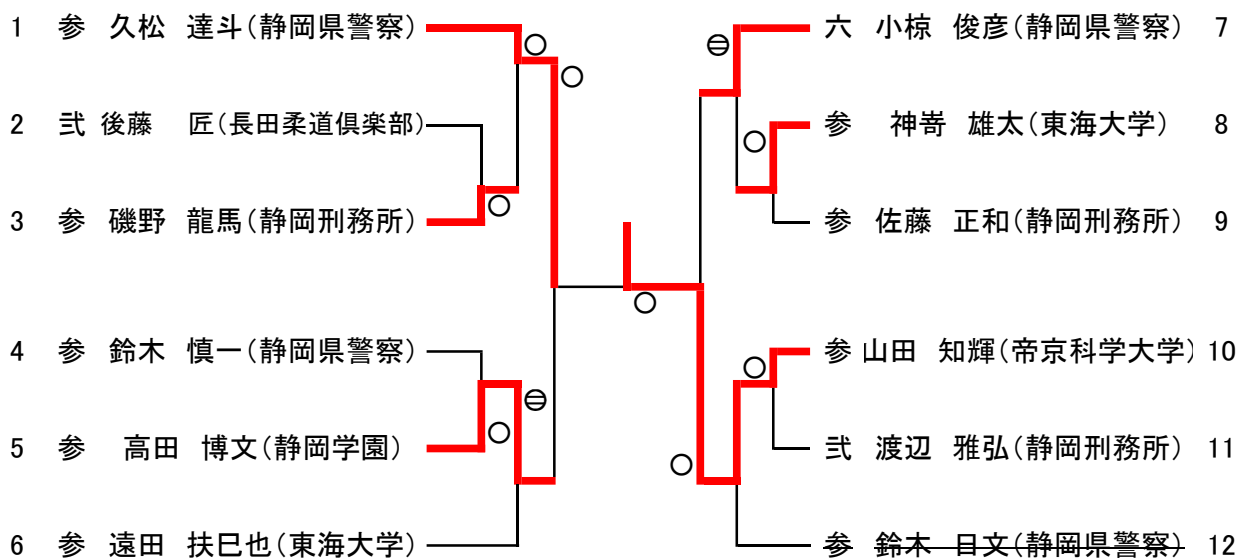 1 参 久松 達斗(静岡県警察)
2 弐 後藤 匠(長田柔道倶楽部)
3 参 磯野 龍馬(静岡刑務所)
4 参 鈴木 慎一(静岡県警察)
5 参 高田 博文(静岡学園)
6 参 遠田 扶巳也(東海大学)
六 小椋 俊彦(静岡県警察) 7
参 神嵜 雄太(東海大学) 8
参 佐藤 正和(静岡刑務所) 9
参 山田 知輝(帝京科学大学) 10
弐 渡辺 雅弘(静岡刑務所) 11
参 鈴木 日文(静岡県警察) 12